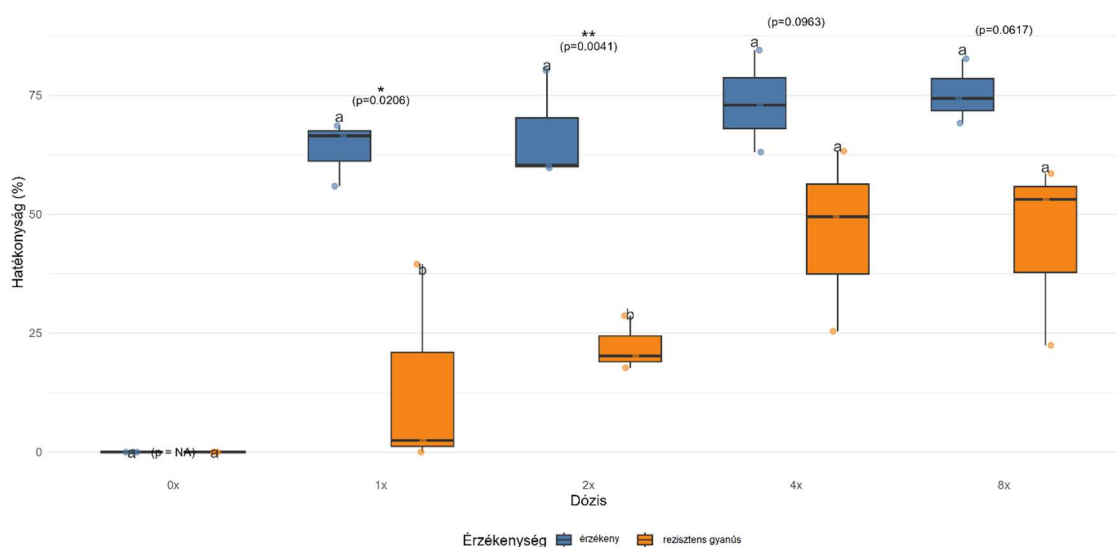 (p=0.0963)
(p=0.0617)
**
(p=0.0041)
*
(p=0.0206)
a
a
a
a
a
a
b
b
a
(p = NA)
a
75
50
25
0
Hatékonyság (%)
0x
1x
2x
4x
8x
Dózis
Érzékenység
érzékeny
rezisztens gyanús